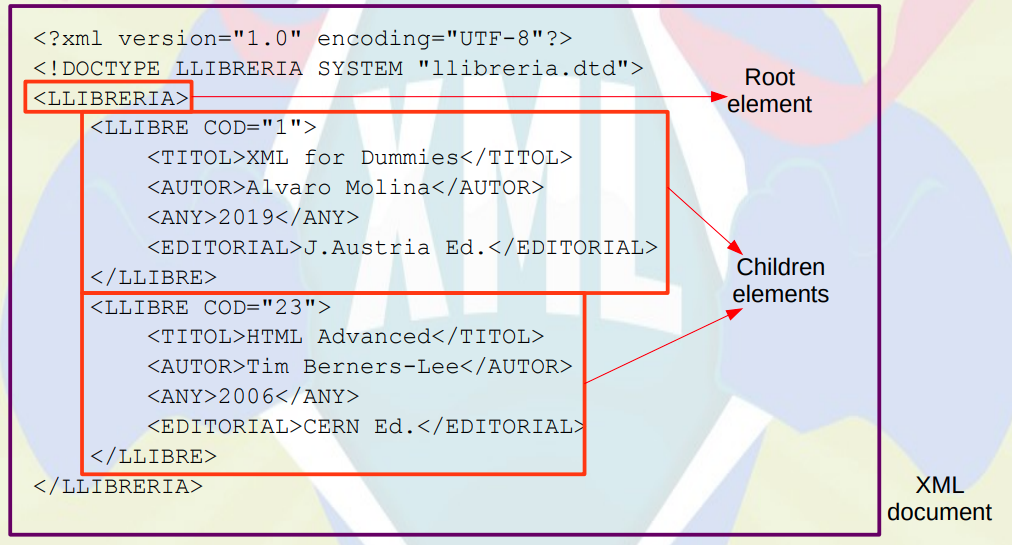 <?xml version="1.0" encoding="UTF-8"?>
<!DOCTYPE LLIBRERIA SYSTEM "llibreria.dtd">
<LLIBRERIA>
<LLIBRE COD="1">
<TITOL>XML for Dummies</TITOL>
<AUTOR>Alvaro Molina</AUTOR>
<ANY>2019</ANY>
<EDITORIAL>J.Austria Ed.</EDITORIAL>
</LLIBRE>
<LLIBRE COD="23">
<TITOL>HTML Advanced</TITOL>
<AUTOR>Tim Berners-Lee</AUTOR>
<ANY>2006</ANY>
<EDITORIAL>CERN Ed.</EDITORIAL>
</LLIBRE>
</LLIBRERIA>
Root
element
Children
elements
XML
document
XML